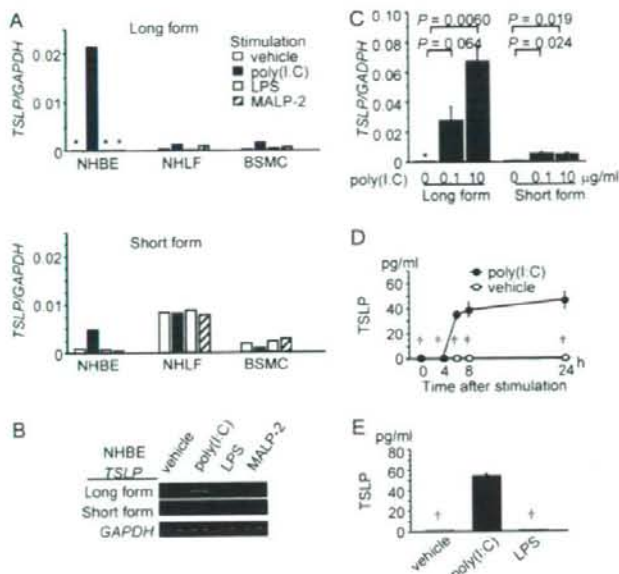 A
Long form
Stimulation
vehicle
poly(I:C)
LPS
MALP-2
TSLP/GAPDH
0.02
0.01
0
* * *
NHBE NHLF BSMC
Short form
TSLP/GAPDH
0.01
0
NHBE NHLF BSMC
B
NHBE
TSLP
vehicle
poly(I:C)
LPS
MALP-2
Long form
Short form
GAPDH
C
P = 0.0060 P = 0.019
P = 0.064 P = 0.024
TSLP/GADPH
0.12
0.08
0.06
0.04
0.02
0
*
poly(I:C) 0 0.1 10 0 0.1 10 μg/ml
Long form Short form
D
pg/ml
poly(I:C)
vehicle
TSLP
60
40
20
0
† † † † †
0 4 8 24 h
Time after stimulation
E
pg/ml
TSLP
80
60
40
20
0
† †
vehicle
poly(I:C)
LPS